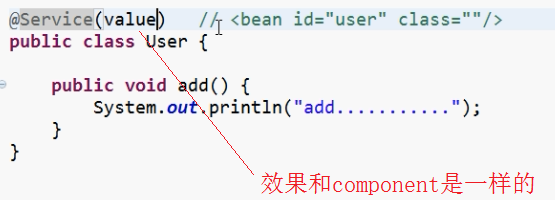 @Service(value)   // <bean id="user" class=""/>
public class User {
    public void add() {
        System.out.println("add...........");
    }
}
效果和component是一样的